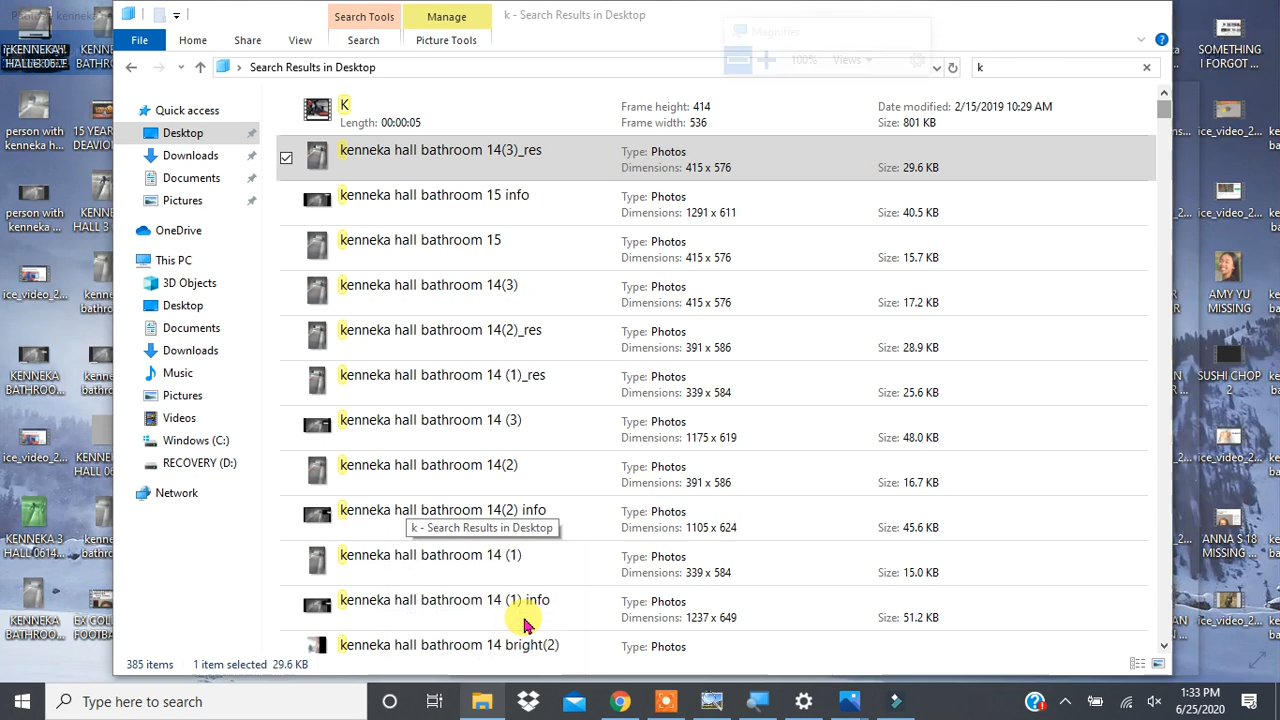 Search Tools
Manage
k - Search Results in Desktop
File
Home
Share
View
Search
Picture Tools
Magnifier
100%
Views
Search Results in Desktop
k
Quick access
Desktop
Downloads
Documents
Pictures
OneDrive
This PC
3D Objects
Desktop
Documents
Downloads
Music
Pictures
Videos
Windows (C:)
RECOVERY (D:)
Network
K
Length: 00:00:05
Frame height: 414
Frame width: 536
Date modified: 2/15/2019 10:29 AM
Size: 801 KB
kenneka hall bathroom 14(3)_res
Type: Photos
Dimensions: 415 x 576
Size: 29.6 KB
kenneka hall bathroom 15 info
Type: Photos
Dimensions: 1291 x 611
Size: 40.5 KB
kenneka hall bathroom 15
Type: Photos
Dimensions: 415 x 576
Size: 15.7 KB
kenneka hall bathroom 14(3)
Type: Photos
Dimensions: 415 x 576
Size: 17.2 KB
kenneka hall bathroom 14(2)_res
Type: Photos
Dimensions: 391 x 586
Size: 28.9 KB
kenneka hall bathroom 14 (1)_res
Type: Photos
Dimensions: 339 x 584
Size: 25.6 KB
kenneka hall bathroom 14 (3)
Type: Photos
Dimensions: 1175 x 619
Size: 48.0 KB
kenneka hall bathroom 14(2)
Type: Photos
Dimensions: 391 x 586
Size: 16.7 KB
kenneka hall bathroom 14(2) info
Type: Photos
Dimensions: 1105 x 624
Size: 45.6 KB
k - Search Results in Desktop
kenneka hall bathroom 14 (1)
Type: Photos
Dimensions: 339 x 584
Size: 15.0 KB
kenneka hall bathroom 14 (1) info
Type: Photos
Dimensions: 1237 x 649
Size: 51.2 KB
kenneka hall bathroom 14 bright(2)
Type: Photos
385 items
1 item selected 29.6 KB
person with
kenneka h...
15 YEAR
person with
kenneka ...
ice_video_2...
KENNEKA
BATHROO...
ice_video_2...
KENNEKA
3 HALL 0614
kenneka
BATHROO...
EX COL
FOOTBA
SOMETHING
I FORGOT ...
ice_video_2...
AMY YU
MISSING
SUSHI CHOP
2
ice_video_2...
ANNA S 18
MISSING
Type here to search
1:33 PM
6/25/2020